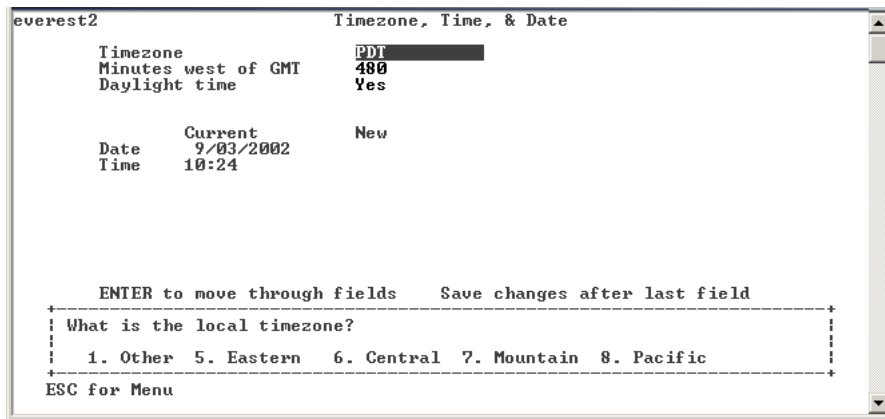 everest2 Timezone, Time, & Date
Timezone PDT
Minutes west of GMT 480
Daylight time Yes
Current New
Date 9/03/2002
Time 10:24
ENTER to move through fields Save changes after last field
What is the local timezone?
1. Other 5. Eastern 6. Central 7. Mountain 8. Pacific
ESC for Menu